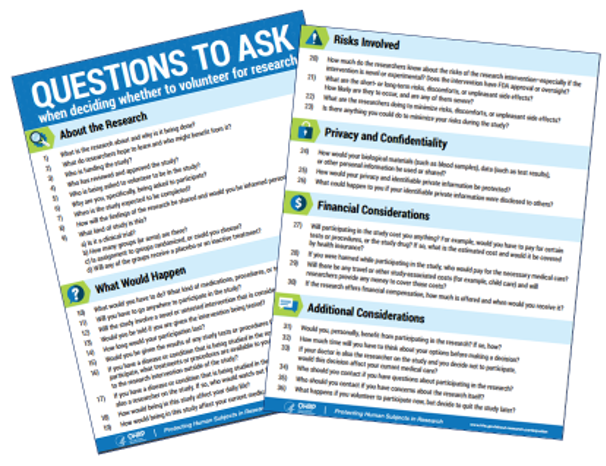 QUESTIONS TO ASK
when deciding whether to volunteer for research
About the Research
1) What is the research about and why is it being done?
2) What do researchers hope to learn and who might benefit from it?
3) Who is funding the study?
4) Who has reviewed and approved the study?
5) Who is being asked to volunteer to be in the study?
6) Why are you, specifically, being asked to participate?
7) When is the study expected to be completed?
8) How will the findings of the research be shared and would you be informed personally
9) What kind of study is this?
a) Is it a clinical trial?
b) How many groups (or arms) are there?
c) Is assignment to groups randomized, or could you choose?
d) Will any of the groups receive a placebo or an inactive treatment?
What Would Happen
10) What would you have to do? What kind of medications, procedures, or
11) Will you have to go anywhere to participate in the study?
12) Will the study involve a novel or untested intervention that is
13) Would you be told if you are given the intervention being tested?
14) How long would your participation last?
15) Would you be given the results of any study tests or procedures
16) If you have a disease or condition that is being studied in the
participate, what treatments or procedures are available to you
to the research intervention outside of the study?
17) If you have a disease or condition that is being studied
also a researcher on the study. If so, who would watch out
18) How would being in this study affect your daily life?
19) How would being in this study affect your current medical
OHRP
Protecting Human Subjects in Research
Risks Involved
20) How much do the researchers know about the risks of the research intervention–especially if the
intervention is novel or experimental? Does the intervention have FDA approval or oversight?
21) What are the short- or long-term risks, discomforts, or unpleasant side effects?
How likely are they to occur, and are any of them severe?
22) What are the researchers doing to minimize risks, discomforts, or unpleasant side effects?
23) Is there anything you could do to minimize your risks during the study?
Privacy and Confidentiality
24) How would your biological materials (such as blood samples), data (such as test results),
or other personal information be used or shared?
25) How would your privacy and identifiable private information be protected?
26) What could happen to you if your identifiable private information were disclosed to others?
Financial Considerations
27) Will participating in the study cost you anything? For example, would you have to pay for certain
tests or procedures, or the study drug? If so, what is the estimated cost and would it be covered
by health insurance?
28) If you were harmed while participating in the study, who would pay for the necessary medical care?
29) Will there be any travel or other study-associated costs (for example, child care) and will
researchers provide any money to cover these costs?
30) If the research offers financial compensation, how much is offered and when would you receive it?
Additional Considerations
31) Would you, personally, benefit from participating in the research? If so, how?
32) How much time will you have to think about your options before making a decision?
33) If your doctor is also the researcher on the study and you decide not to participate,
would this decision affect your current medical care?
34) Who should you contact if you have questions about participating in the research?
35) Who should you contact if you have concerns about the research itself?
36) What happens if you volunteer to participate now, but decide to quit the study later?
OHRP
Protecting Human Subjects in Research